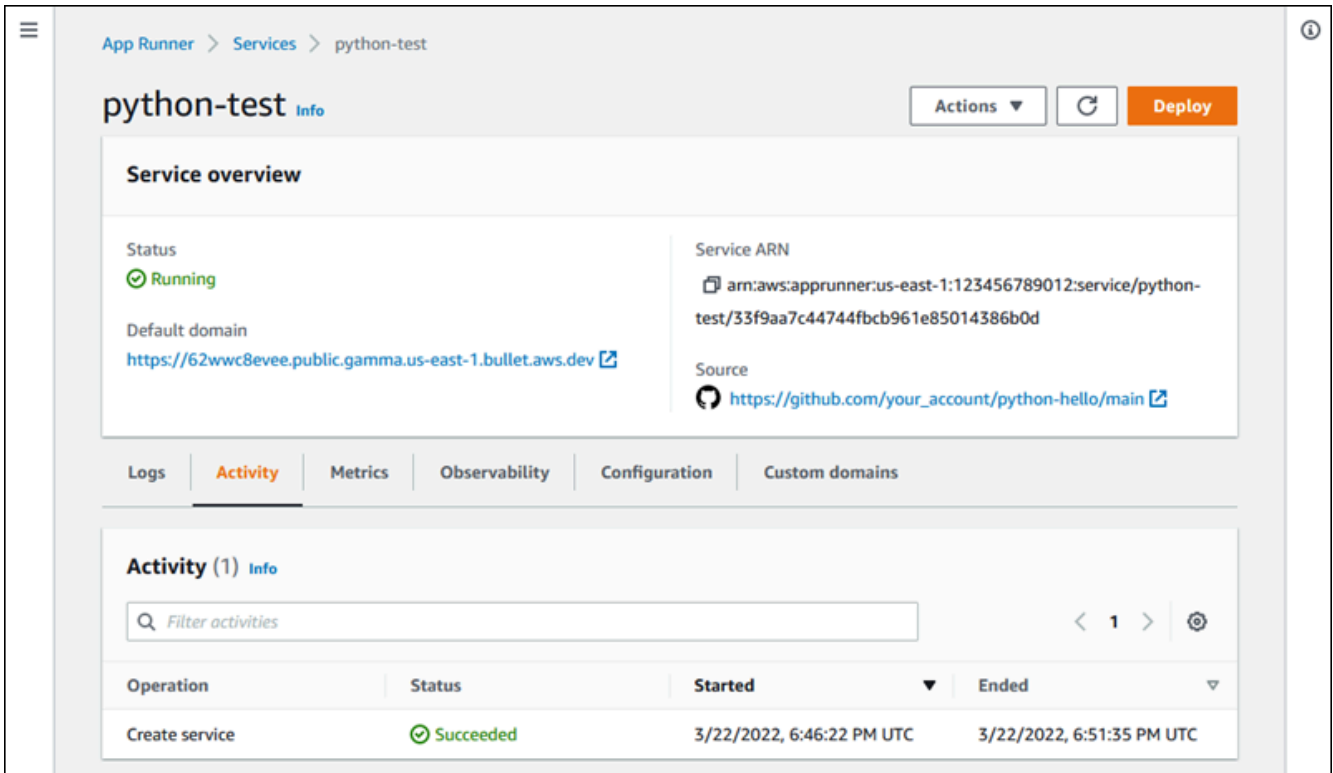 App Runner > Services > python-test
python-test Info
Actions ▼ Deploy
Service overview
Status
Running
Default domain
https://62wwc8evee.public.gamma.us-east-1.bullet.aws.dev
Service ARN
arn:aws:apprunner:us-east-1:123456789012:service/python-
test/33f9aa7c44744fbcb961e85014386b0d
Source
https://github.com/your_account/python-hello/main
Logs Activity Metrics Observability Configuration Custom domains
Activity (1) Info
Filter activities
< 1 >
Operation Status Started Ended
Create service Succeeded 3/22/2022, 6:46:22 PM UTC 3/22/2022, 6:51:35 PM UTC